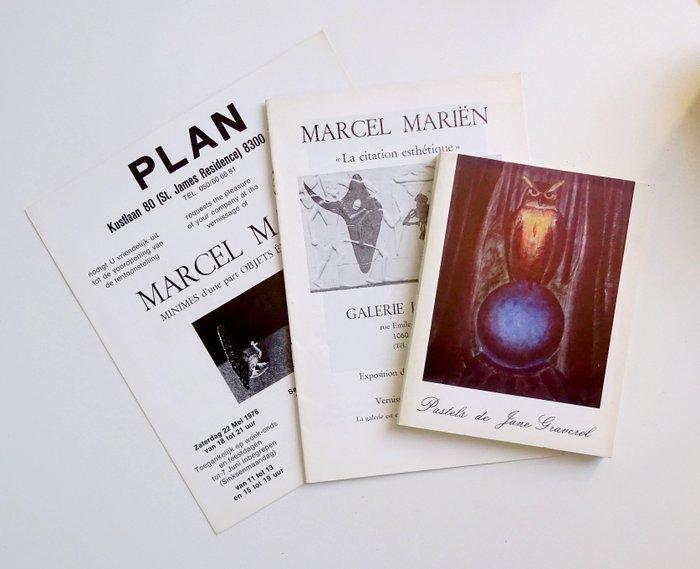 PLAN
Kustlaan 80 (St. James Residence) 8300
TEL. 050/60 68 81
nodigt U vriendelijk uit
tot de vooropening van
de tentoonstelling
requests the pleasure
of your company at the
vernissage of
MARCEL
MINIMES d'une part OBJETS
Zaterdag 22 Mei 1976
van 18 tot 21 uur
Toegankelijk op week-ends
en feestdagen
tot 7 Juni inbegrepen
(Sinksenmaandag)
van 11 tot 13
en 15 tot 19 uur
MARCEL MARIËN
« La citation esthétique »
GALERIE
rue Emile
1060
(Tél.
Exposition
La galerie est
Pastels de Jane Graverol